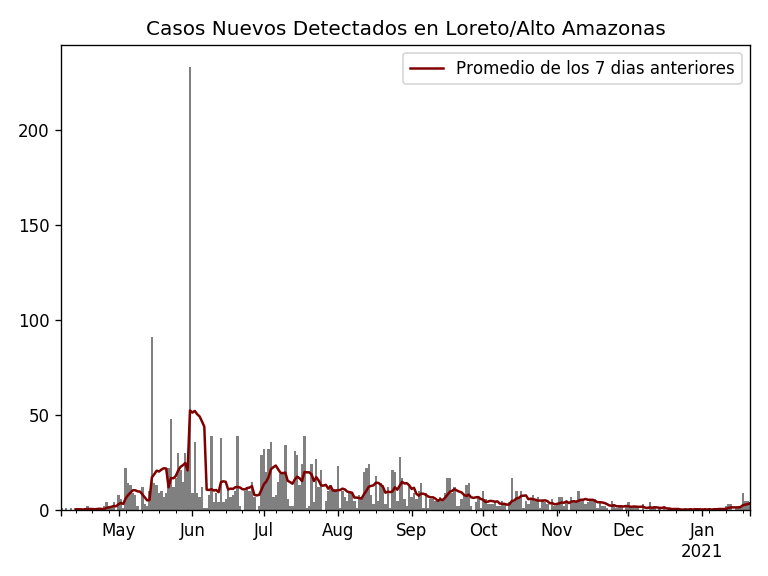 Casos Nuevos Detectados en Loreto/Alto Amazonas
Promedio de los 7 dias anteriores
200
150
100
50
0
May Jun Jul Aug Sep Oct Nov Dec Jan
2021